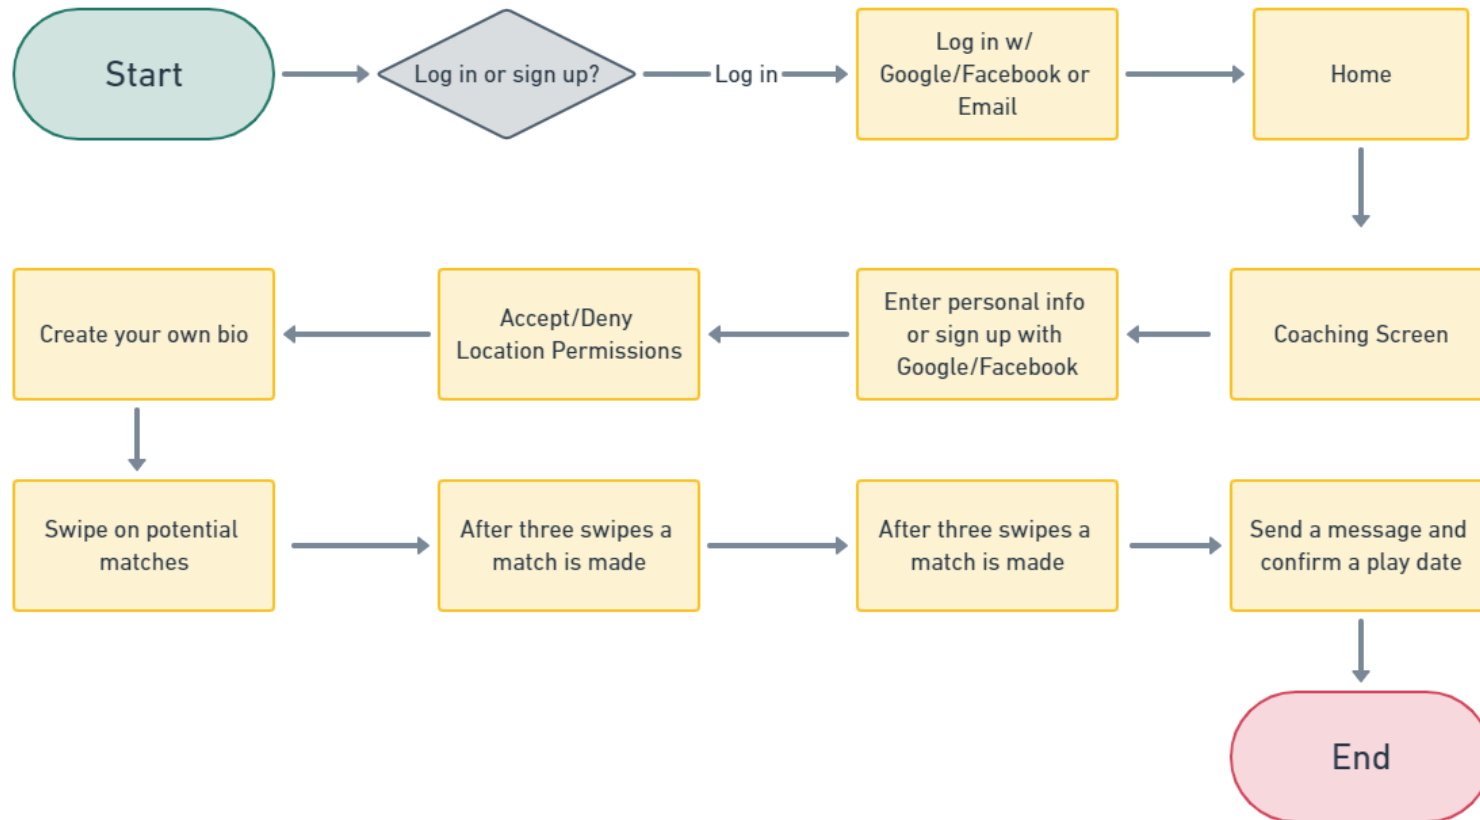 Start
Log in or sign up?
Log in
Log in w/
Google/Facebook or
Email
Home
Create your own bio
Accept/Deny
Location Permissions
Enter personal info
or sign up with
Google/Facebook
Coaching Screen
Swipe on potential
matches
After three swipes a
match is made
After three swipes a
match is made
Send a message and
confirm a play date
End